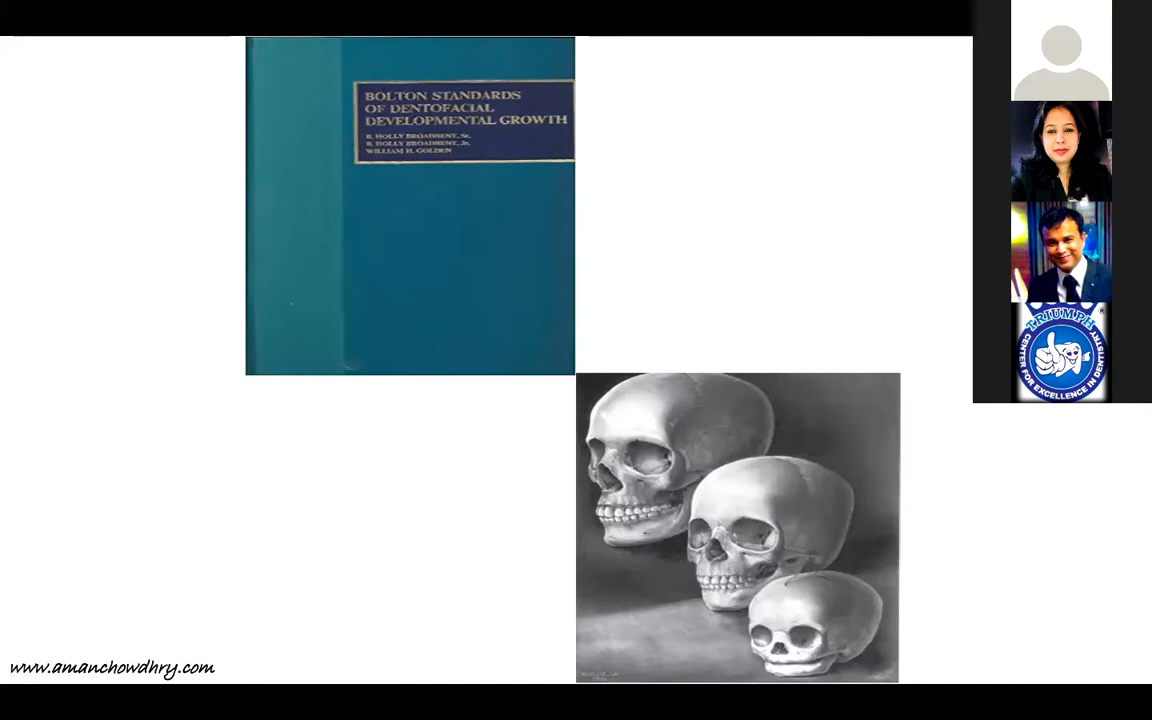 BOLTON STANDARDS
OF DENTOFACIAL
DEVELOPMENTAL GROWTH
B. HOLLY BROADBENT, Sr.
B. HOLLY BROADBENT, Jr.
WILLIAM H. GOLDEN
TRIUMPH
®
CENTER FOR EXCELLENCE IN DENTISTRY
www.amanchowdhry.com